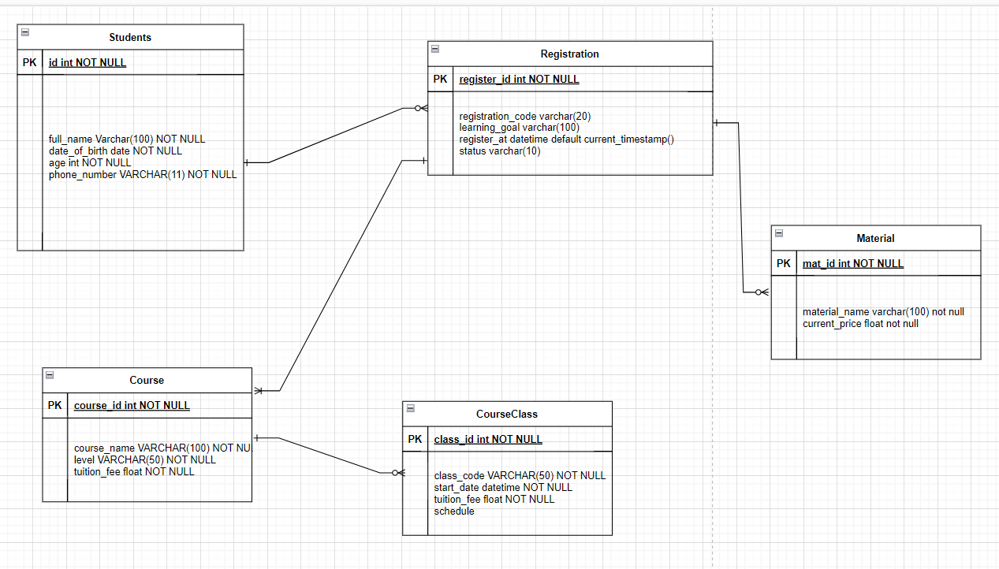 Students
PK id int NOT NULL
full_name Varchar(100) NOT NULL
date_of_birth date NOT NULL
age int NOT NULL
phone_number VARCHAR(11) NOT NULL
Registration
PK register_id int NOT NULL
registration_code varchar(20)
learning_goal varchar(100)
register_at datetime default current_timestamp()
status varchar(10)
Material
PK mat_id int NOT NULL
material_name varchar(100) not null
current_price float not null
Course
PK course_id int NOT NULL
course_name VARCHAR(100) NOT NU
level VARCHAR(50) NOT NULL
tuition_fee float NOT NULL
CourseClass
PK class_id int NOT NULL
class_code VARCHAR(50) NOT NULL
start_date datetime NOT NULL
tuition_fee float NOT NULL
schedule